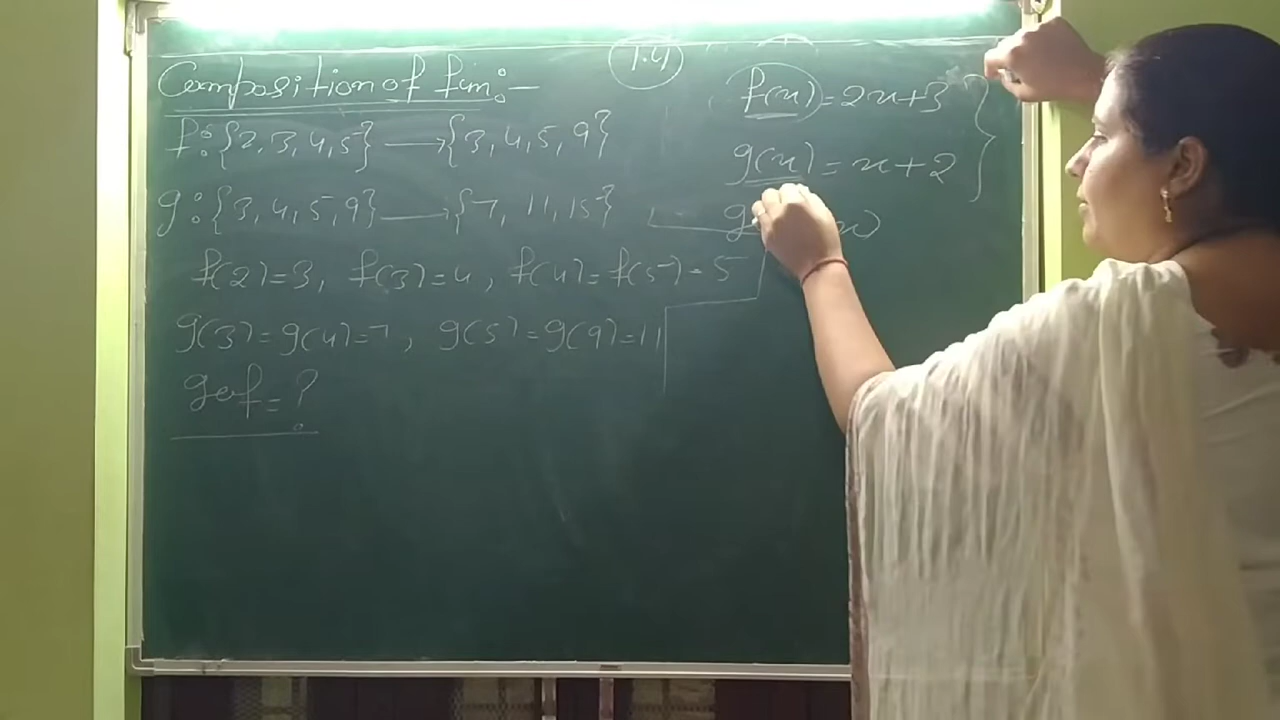 Composition of fun:-
1.4
f:{2,3,4,5} → {3,4,5,9}
g:{3,4,5,9} → {7, 11, 15}
f(2)=3, f(3)=4, f(4)=f(5)=5
g(3)=g(4)=7, g(5)=g(9)=11
gof=?
f(x)=2x+3
g(x)=x+2
g x)